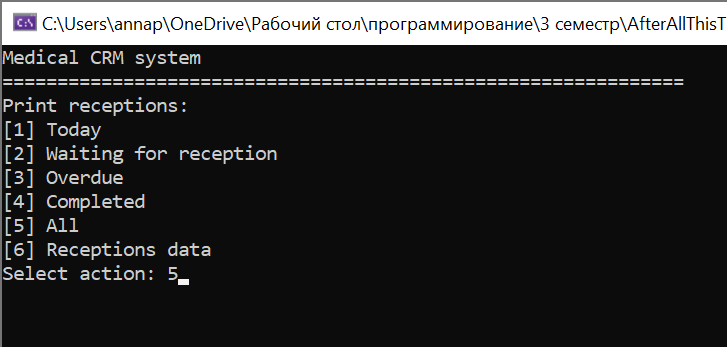 C:\Users\annap\OneDrive\Рабочий стол\программирование\3 семестр\AfterAllThisT
Medical CRM system
==============================================================
Print receptions:
[1] Today
[2] Waiting for reception
[3] Overdue
[4] Completed
[5] All
[6] Receptions data
Select action: 5